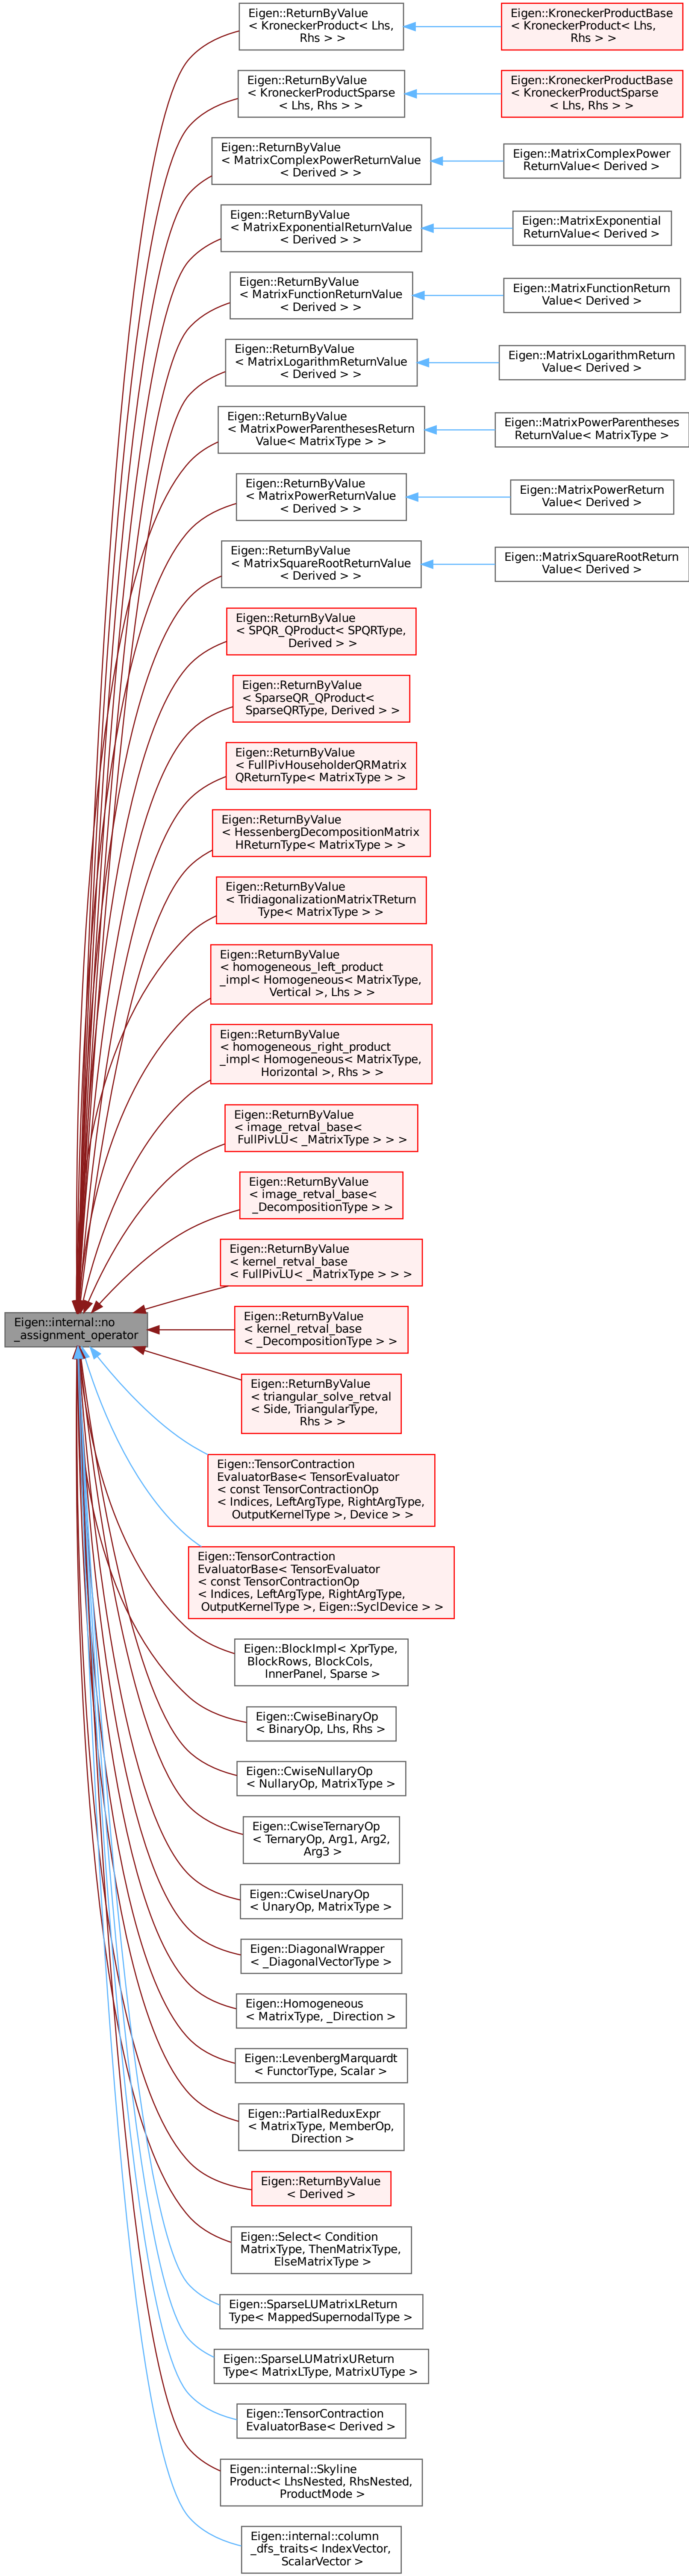 Eigen::ReturnByValue
< KroneckerProduct< Lhs,
Rhs > >
Eigen::KroneckerProductBase
< KroneckerProduct< Lhs,
Rhs > >
Eigen::ReturnByValue
< KroneckerProductSparse
< Lhs, Rhs > >
Eigen::KroneckerProductBase
< KroneckerProductSparse
< Lhs, Rhs > >
Eigen::ReturnByValue
< MatrixComplexPowerReturnValue
< Derived > >
Eigen::MatrixComplexPower
ReturnValue< Derived >
Eigen::ReturnByValue
< MatrixExponentialReturnValue
< Derived > >
Eigen::MatrixExponential
ReturnValue< Derived >
Eigen::ReturnByValue
< MatrixFunctionReturnValue
< Derived > >
Eigen::MatrixFunctionReturn
Value< Derived >
Eigen::ReturnByValue
< MatrixLogarithmReturnValue
< Derived > >
Eigen::MatrixLogarithmReturn
Value< Derived >
Eigen::ReturnByValue
< MatrixPowerParenthesesReturn
Value< MatrixType > >
Eigen::MatrixPowerParentheses
ReturnValue< MatrixType >
Eigen::ReturnByValue
< MatrixPowerReturnValue
< Derived > >
Eigen::MatrixPowerReturn
Value< Derived >
Eigen::ReturnByValue
< MatrixSquareRootReturnValue
< Derived > >
Eigen::MatrixSquareRootReturn
Value< Derived >
Eigen::ReturnByValue
< SPQR_QProduct< SPQRType,
Derived > >
Eigen::ReturnByValue
< SparseQR_QProduct<
SparseQRType, Derived > >
Eigen::ReturnByValue
< FullPivHouseholderQRMatrix
QReturnType< MatrixType > >
Eigen::ReturnByValue
< HessenbergDecompositionMatrix
HReturnType< MatrixType > >
Eigen::ReturnByValue
< TridiagonalizationMatrixTReturn
Type< MatrixType > >
Eigen::ReturnByValue
< homogeneous_left_product
_impl< Homogeneous< MatrixType,
Vertical >, Lhs > >
Eigen::ReturnByValue
< homogeneous_right_product
_impl< Homogeneous< MatrixType,
Horizontal >, Rhs > >
Eigen::ReturnByValue
< image_retval_base<
FullPivLU< _MatrixType > > >
Eigen::ReturnByValue
< image_retval_base<
_DecompositionType > >
Eigen::ReturnByValue
< kernel_retval_base
< FullPivLU< _MatrixType > > >
Eigen::internal::no
_assignment_operator
Eigen::ReturnByValue
< kernel_retval_base
< _DecompositionType > >
Eigen::ReturnByValue
< triangular_solve_retval
< Side, TriangularType,
Rhs > >
Eigen::TensorContraction
EvaluatorBase< TensorEvaluator
< const TensorContractionOp
< Indices, LeftArgType, RightArgType,
OutputKernelType >, Device > >
Eigen::TensorContraction
EvaluatorBase< TensorEvaluator
< const TensorContractionOp
< Indices, LeftArgType, RightArgType,
OutputKernelType >, Eigen::SyclDevice > >
Eigen::BlockImpl< XprType,
BlockRows, BlockCols,
InnerPanel, Sparse >
Eigen::CwiseBinaryOp
< BinaryOp, Lhs, Rhs >
Eigen::CwiseNullaryOp
< NullaryOp, MatrixType >
Eigen::CwiseTernaryOp
< TernaryOp, Arg1, Arg2,
Arg3 >
Eigen::CwiseUnaryOp
< UnaryOp, MatrixType >
Eigen::DiagonalWrapper
< _DiagonalVectorType >
Eigen::Homogeneous
< MatrixType, _Direction >
Eigen::LevenbergMarquardt
< FunctorType, Scalar >
Eigen::PartialReduxExpr
< MatrixType, MemberOp,
Direction >
Eigen::ReturnByValue
< Derived >
Eigen::Select< Condition
MatrixType, ThenMatrixType,
ElseMatrixType >
Eigen::SparseLUMatrixLReturn
Type< MappedSupernodalType >
Eigen::SparseLUMatrixUReturn
Type< MatrixLType, MatrixUType >
Eigen::TensorContraction
EvaluatorBase< Derived >
Eigen::internal::Skyline
Product< LhsNested, RhsNested,
ProductMode >
Eigen::internal::column
_dfs_traits< IndexVector,
ScalarVector >